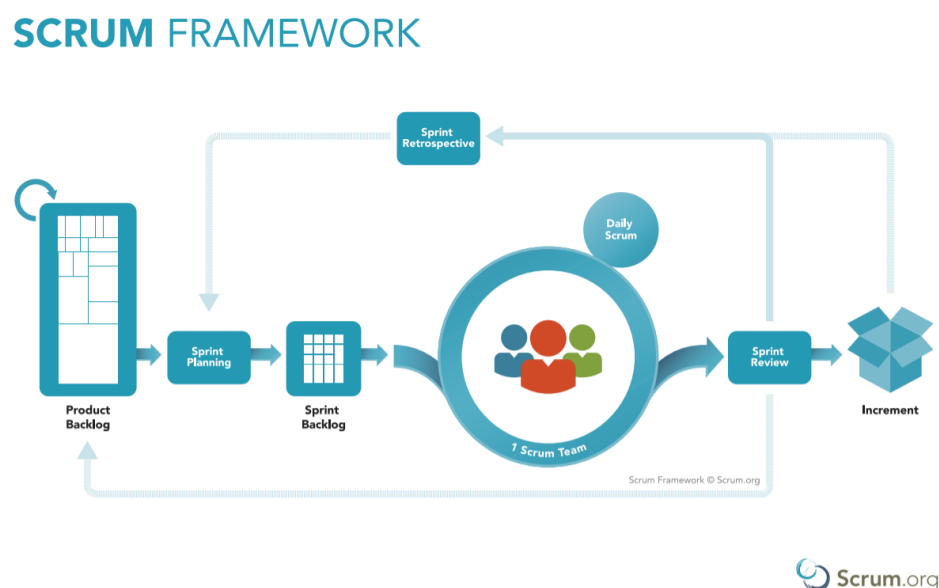 SCRUM FRAMEWORK
Sprint
Retrospective
Daily
Scrum
Sprint
Planning
Sprint
Review
Product
Backlog
Sprint
Backlog
1 Scrum Team
Increment
Scrum Framework © Scrum.org
Scrum.org